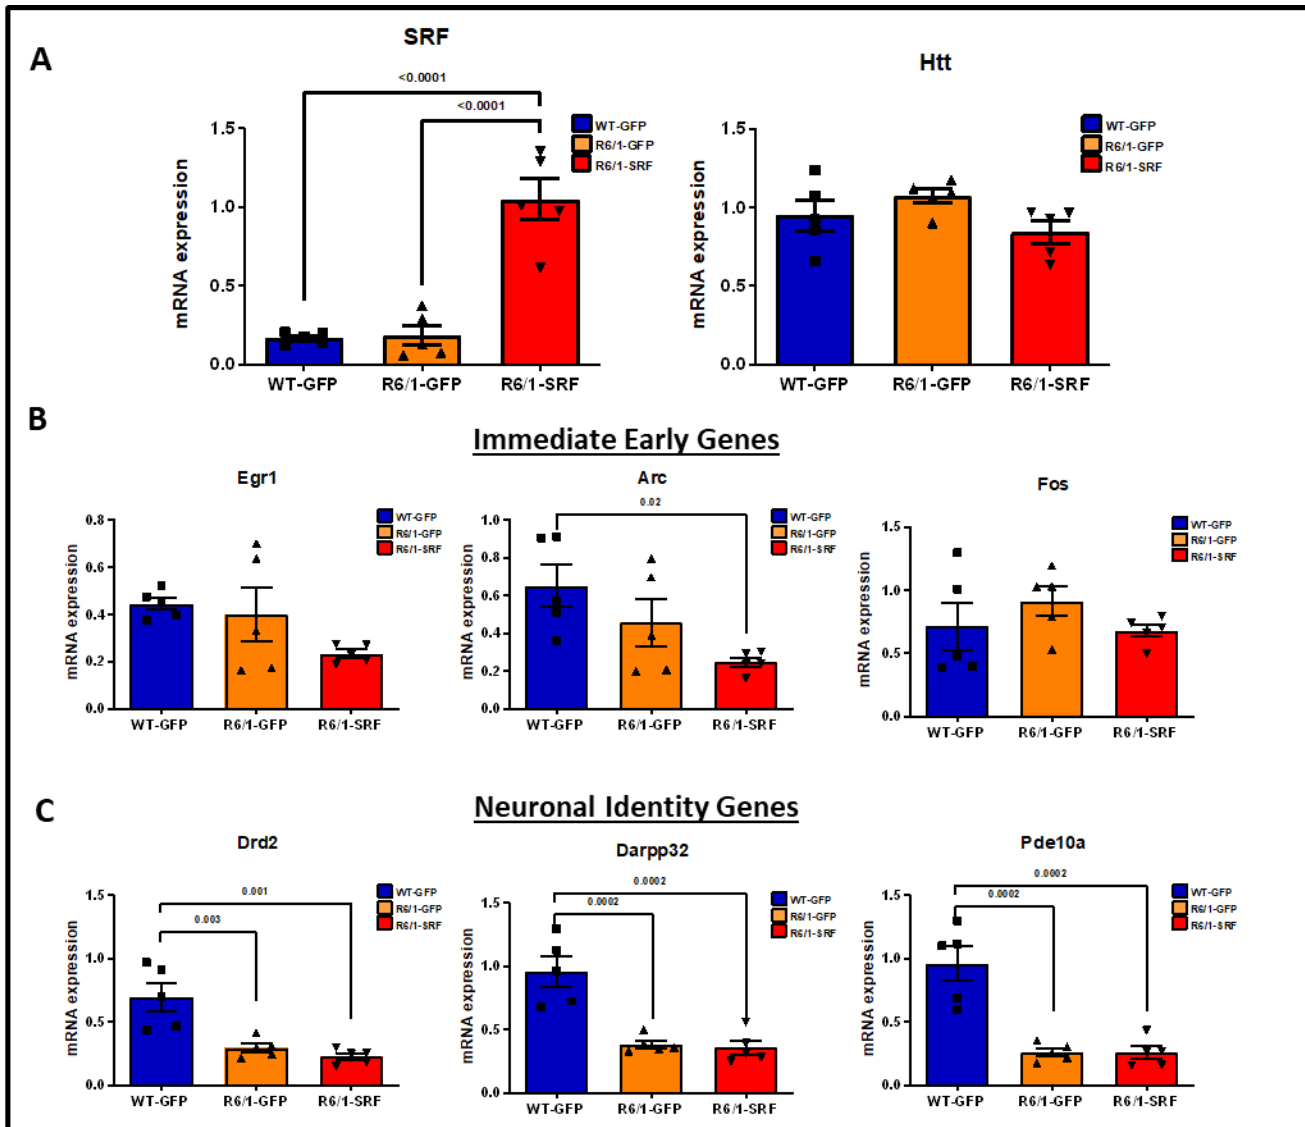 A
SRF
<0.0001
<0.0001
WT-GFP
R6/1-GFP
R6/1-SRF
mRNA expression
1.5
1.0
0.5
0.0
WT-GFP R6/1-GFP R6/1-SRF
Htt
WT-GFP
R6/1-GFP
R6/1-SRF
mRNA expression
1.5
1.0
0.5
0.0
WT-GFP R6/1-GFP R6/1-SRF
B
Immediate Early Genes
Egr1
WT-GFP
R6/1-GFP
R6/1-SRF
mRNA expression
0.8
0.6
0.4
0.2
0.0
WT-GFP R6/1-GFP R6/1-SRF
Arc
0.02
WT-GFP
R6/1-GFP
R6/1-SRF
mRNA expression
1.0
0.8
0.6
0.4
0.2
0.0
WT-GFP R6/1-GFP R6/1-SRF
Fos
WT-GFP
R6/1-GFP
R6/1-SRF
mRNA expression
1.5
1.0
0.5
0.0
WT-GFP R6/1-GFP R6/1-SRF
C
Neuronal Identity Genes
Drd2
0.001
0.003
WT-GFP
R6/1-GFP
R6/1-SRF
mRNA expression
1.5
1.0
0.5
0.0
WT-GFP R6/1-GFP R6/1-SRF
Darpp32
0.0002
0.0002
WT-GFP
R6/1-GFP
R6/1-SRF
mRNA expression
1.5
1.0
0.5
0.0
WT-GFP R6/1-GFP R6/1-SRF
Pde10a
0.0002
0.0002
WT-GFP
R6/1-GFP
R6/1-SRF
mRNA expression
1.5
1.0
0.5
0.0
WT-GFP R6/1-GFP R6/1-SRF